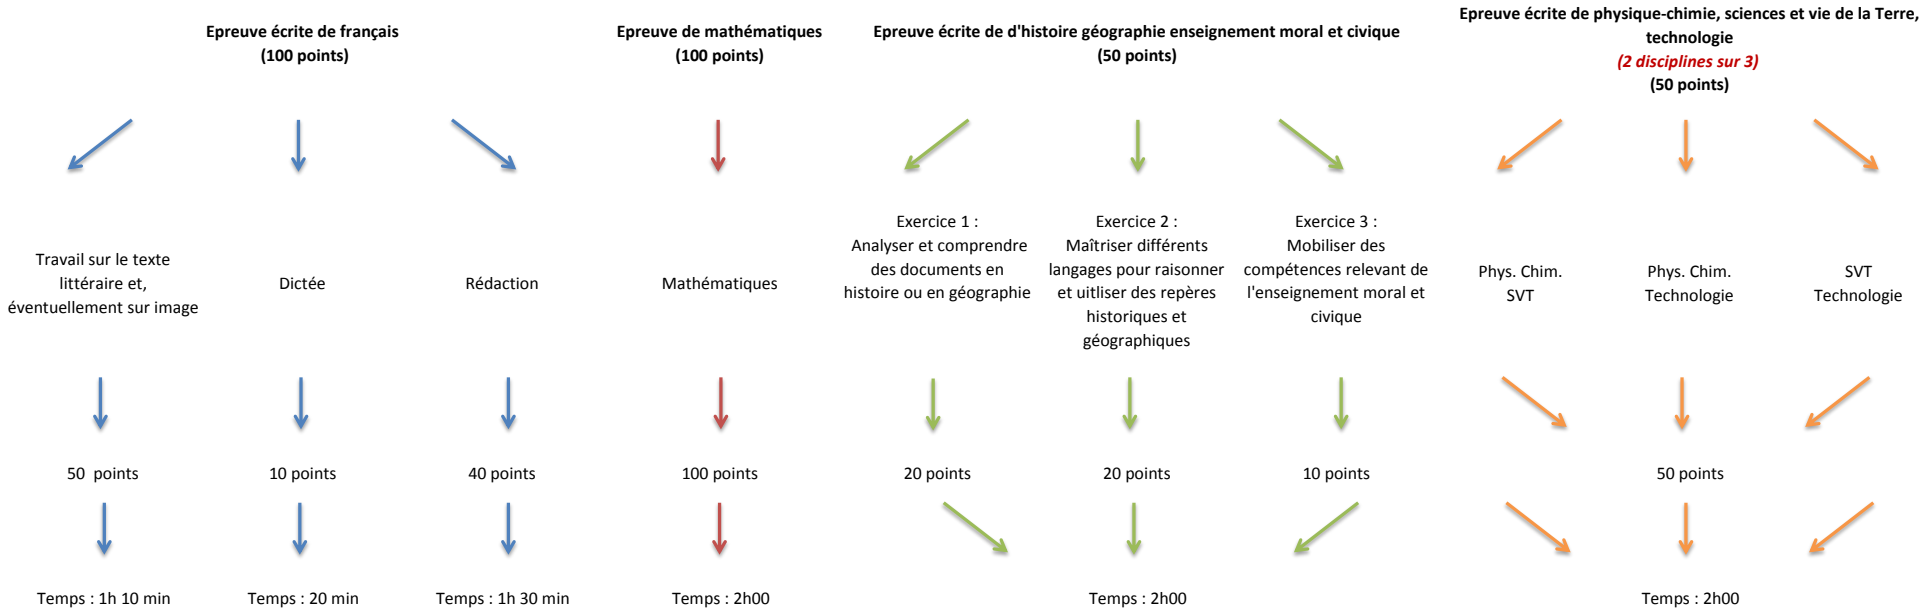 Epreuve écrite de français
(100 points)
Epreuve de mathématiques
(100 points)
Epreuve écrite de d'histoire géographie enseignement moral et civique
(50 points)
Epreuve écrite de physique-chimie, sciences et vie de la Terre,
technologie
(2 disciplines sur 3)
(50 points)
Travail sur le texte
littéraire et,
éventuellement sur image
Dictée
Rédaction
Mathématiques
Exercice 1 :
Analyser et comprendre
des documents en
histoire ou en géographie
Exercice 2 :
Maîtriser différents
langages pour raisonner
et uitliser des repères
historiques et
géographiques
Exercice 3 :
Mobiliser des
compétences relevant de
l'enseignement moral et
civique
Phys. Chim.
SVT
Phys. Chim.
Technologie
SVT
Technologie
50 points
10 points
40 points
100 points
20 points
20 points
10 points
50 points
Temps : 1h 10 min
Temps : 20 min
Temps : 1h 30 min
Temps : 2h00
Temps : 2h00
Temps : 2h00